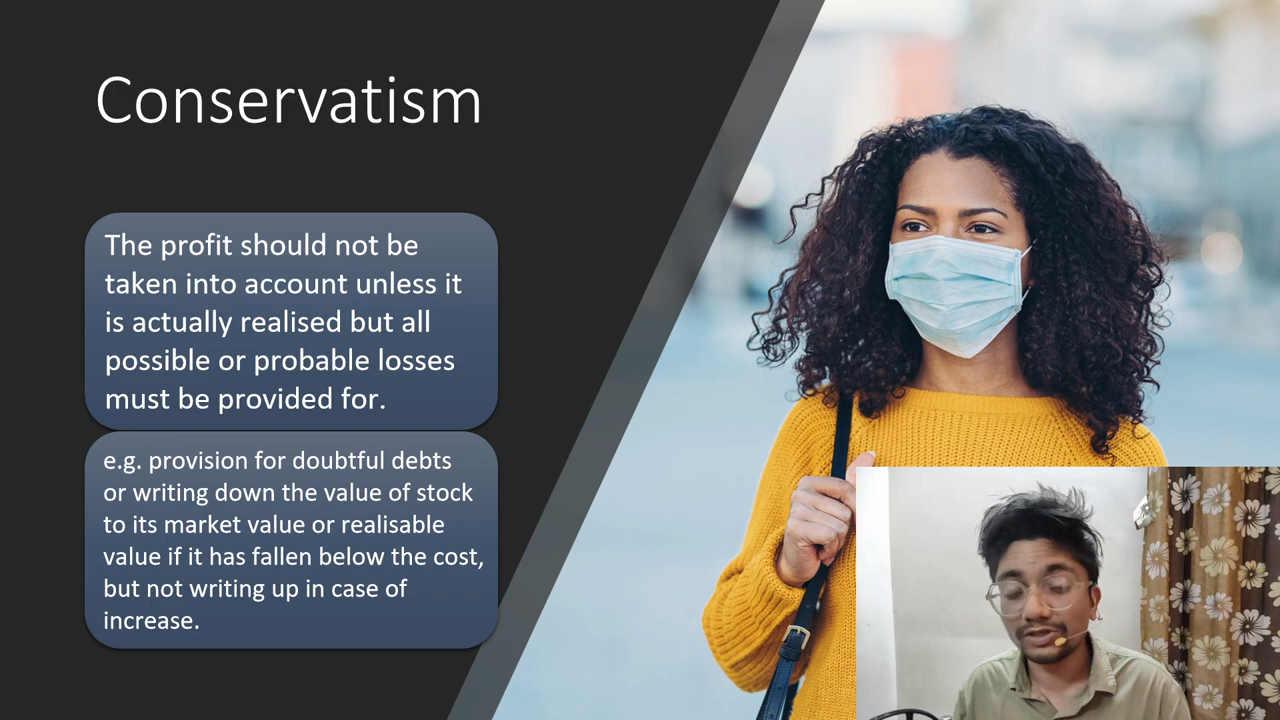 Conservatism
The profit should not be
taken into account unless it
is actually realised but all
possible or probable losses
must be provided for.
e.g. provision for doubtful debts
or writing down the value of stock
to its market value or realisable
value if it has fallen below the cost,
but not writing up in case of
increase.